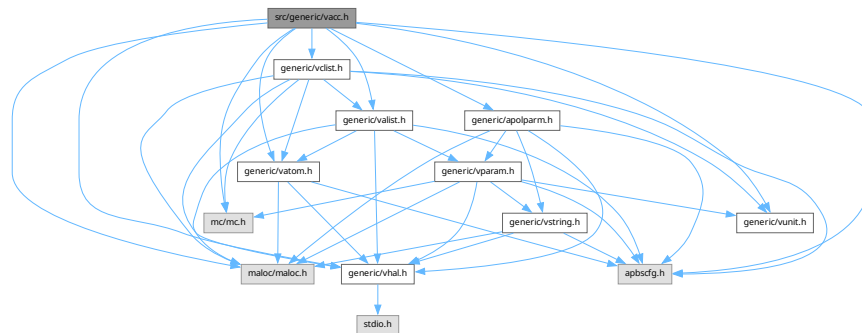 src/generic/vacc.h
generic/vclist.h
generic/valist.h
generic/apolparm.h
generic/vatom.h
generic/vparam.h
mc/mc.h
generic/vstring.h
generic/vunit.h
maloc/maloc.h
generic/vhal.h
apbscfg.h
stdio.h